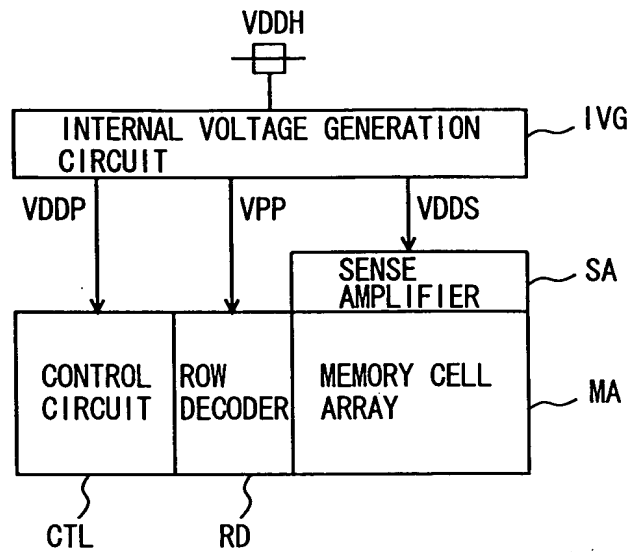 VDDH
INTERNAL VOLTAGE GENERATION
CIRCUIT
IVG
VDDP
VPP
VDDS
SENSE
AMPLIFIER
SA
CONTROL
CIRCUIT
ROW
DECODER
MEMORY CELL
ARRAY
MA
CTL
RD